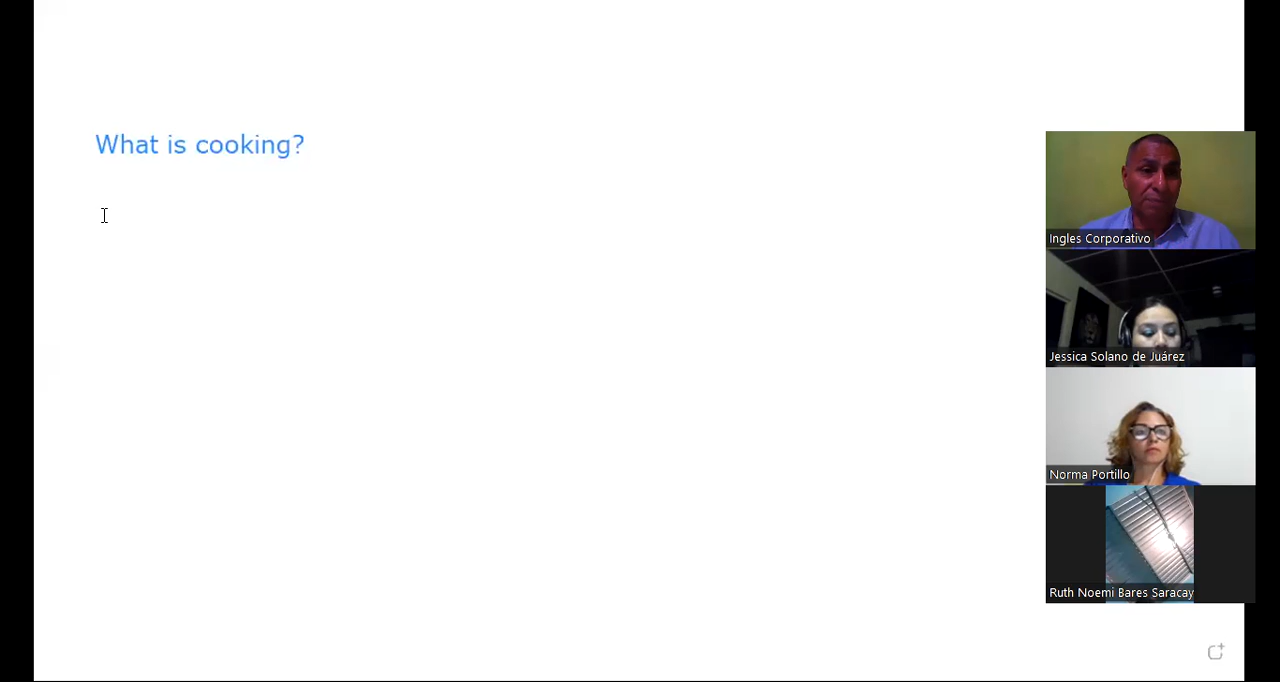 What is cooking?
Ingles Corporativo
Jessica Solano de Juárez
Norma Portillo
Ruth Noemi Bares Saracay